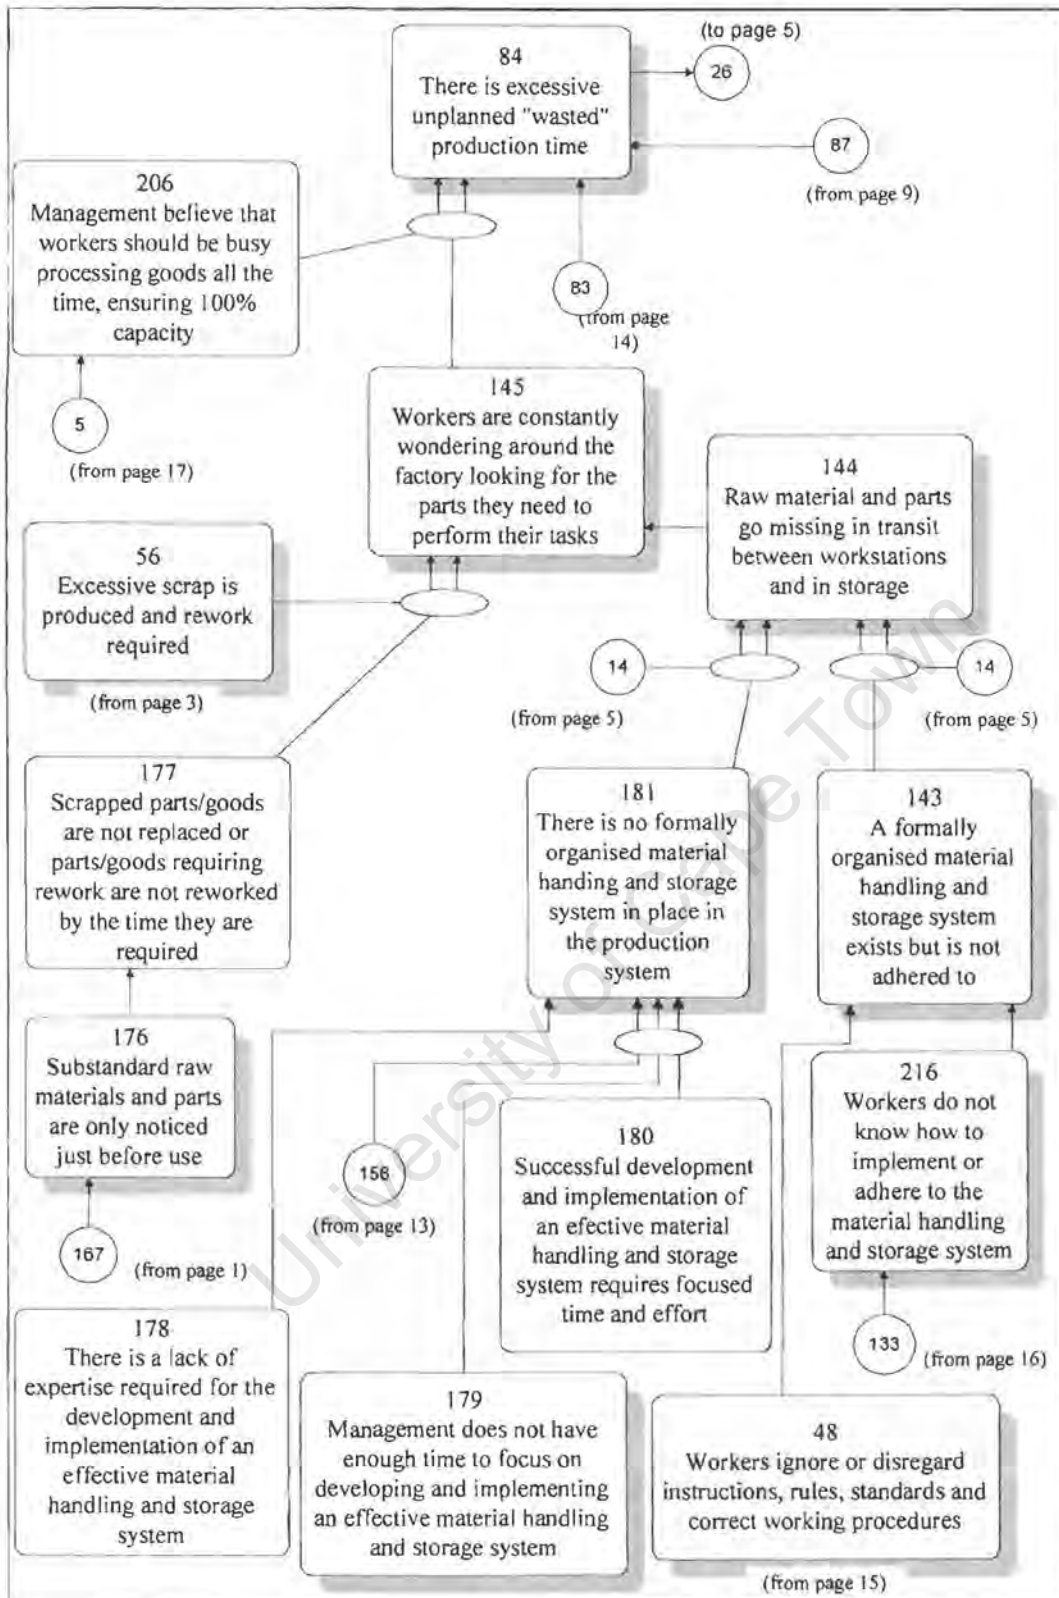 (to page 5)
84
There is excessive
unplanned "wasted"
production time
26
87
(from page 9)
206
Management believe that
workers should be busy
processing goods all the
time, ensuring 100%
capacity
83
(from page
14)
5
(from page 17)
145
Workers are constantly
wondering around the
factory looking for the
parts they need to
perform their tasks
144
Raw material and parts
go missing in transit
between workstations
and in storage
56
Excessive scrap is
produced and rework
required
(from page 3)
14
(from page 5)
14
(from page 5)
177
Scrapped parts/goods
are not replaced or
parts/goods requiring
rework are not reworked
by the time they are
required
181
There is no formally
organised material
handing and storage
system in place in
the production
system
143
A formally
organised material
handling and
storage system
exists but is not
adhered to
176
Substandard raw
materials and parts
are only noticed
just before use
156
(from page 13)
180
Successful development
and implementation of
an efective material
handling and storage
system requires focused
time and effort
216
Workers do not
know how to
implement or
adhere to the
material handling
and storage system
167
(from page 1)
133
(from page 16)
178
There is a lack of
expertise required for the
development and
implementation of an
effective material
handling and storage
system
179
Management does not have
enough time to focus on
developing and implementing
an effective material handling
and storage system
48
Workers ignore or disregard
instructions, rules, standards and
correct working procedures
(from page 15)
University of Cape Town